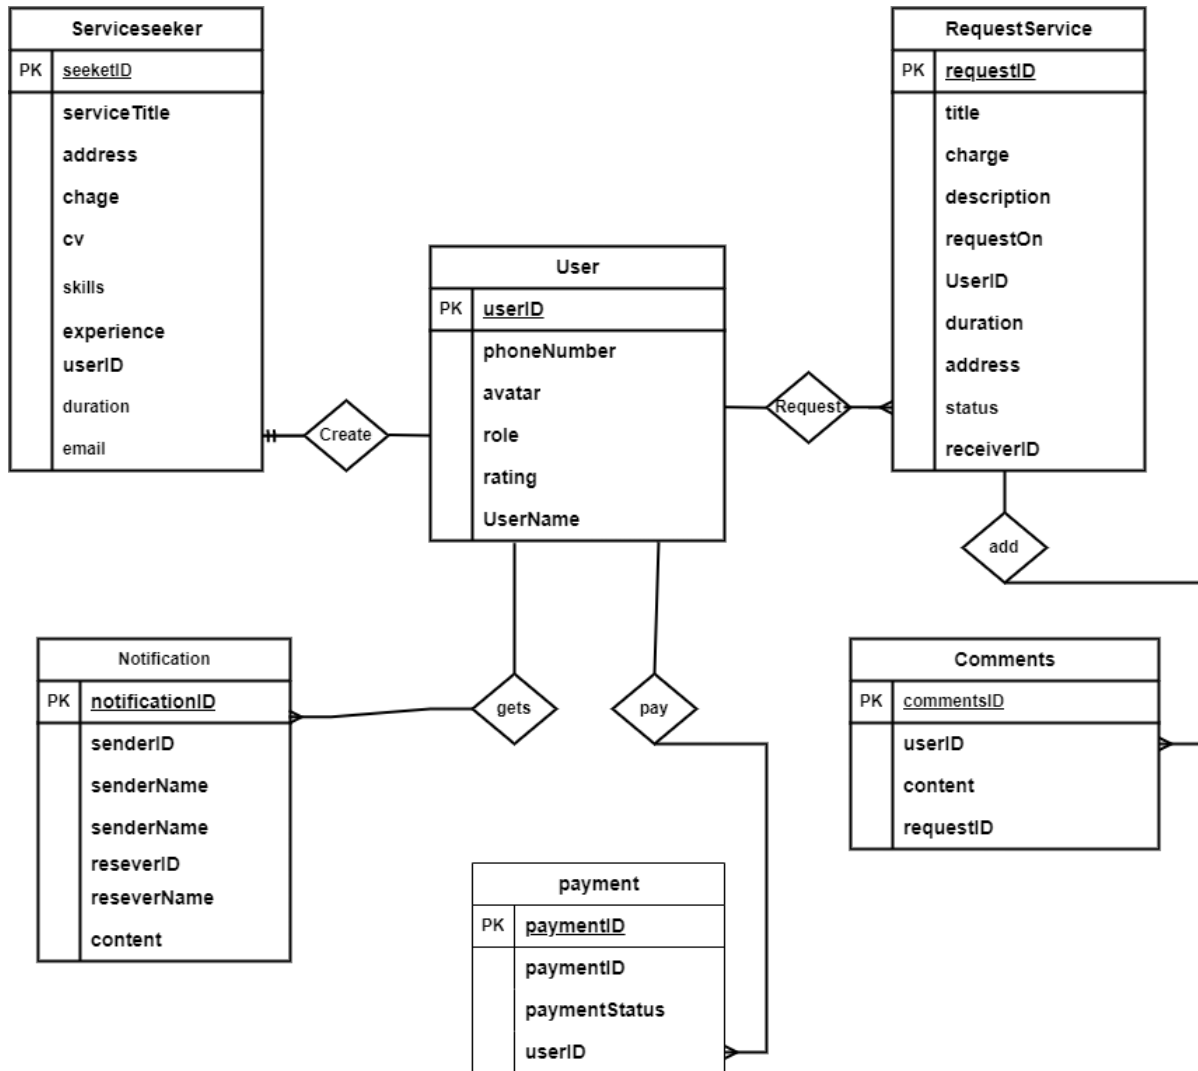 Serviceseeker
PK seeketID
serviceTitle
address
chage
cv
skills
experience
userID
duration
email
Create
User
PK userID
phoneNumber
avatar
role
rating
UserName
Request
RequestService
PK requestID
title
charge
description
requestOn
UserID
duration
address
status
receiverID
add
Notification
PK notificationID
senderID
senderName
senderName
reseverID
reseverName
content
gets
pay
payment
PK paymentID
paymentID
paymentStatus
userID
Comments
PK commentsID
userID
content
requestID